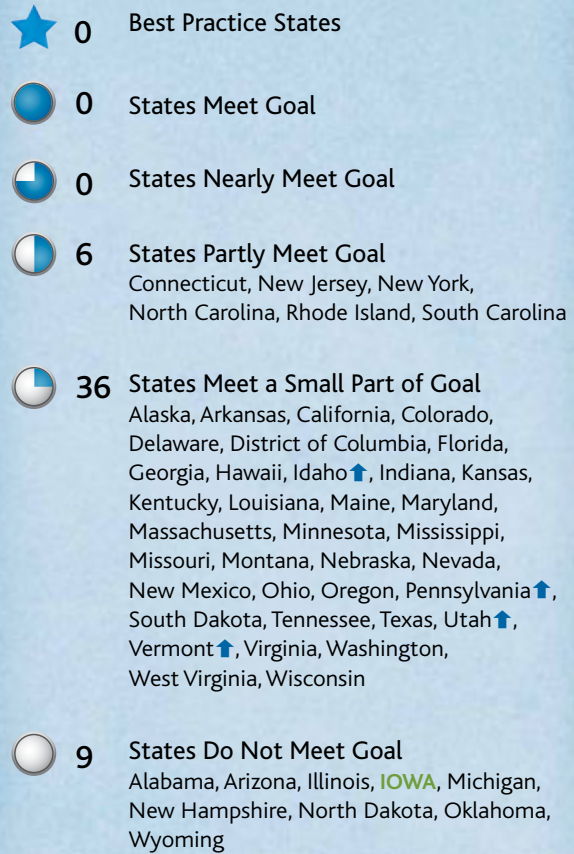 0 Best Practice States
0 States Meet Goal
0 States Nearly Meet Goal
6 States Partly Meet Goal
Connecticut, New Jersey, New York,
North Carolina, Rhode Island, South Carolina
36 States Meet a Small Part of Goal
Alaska, Arkansas, California, Colorado,
Delaware, District of Columbia, Florida,
Georgia, Hawaii, Idaho⬆, Indiana, Kansas,
Kentucky, Louisiana, Maine, Maryland,
Massachusetts, Minnesota, Mississippi,
Missouri, Montana, Nebraska, Nevada,
New Mexico, Ohio, Oregon, Pennsylvania⬆,
South Dakota, Tennessee, Texas, Utah⬆,
Vermont⬆, Virginia, Washington,
West Virginia, Wisconsin
9 States Do Not Meet Goal
Alabama, Arizona, Illinois, IOWA, Michigan,
New Hampshire, North Dakota, Oklahoma,
Wyoming